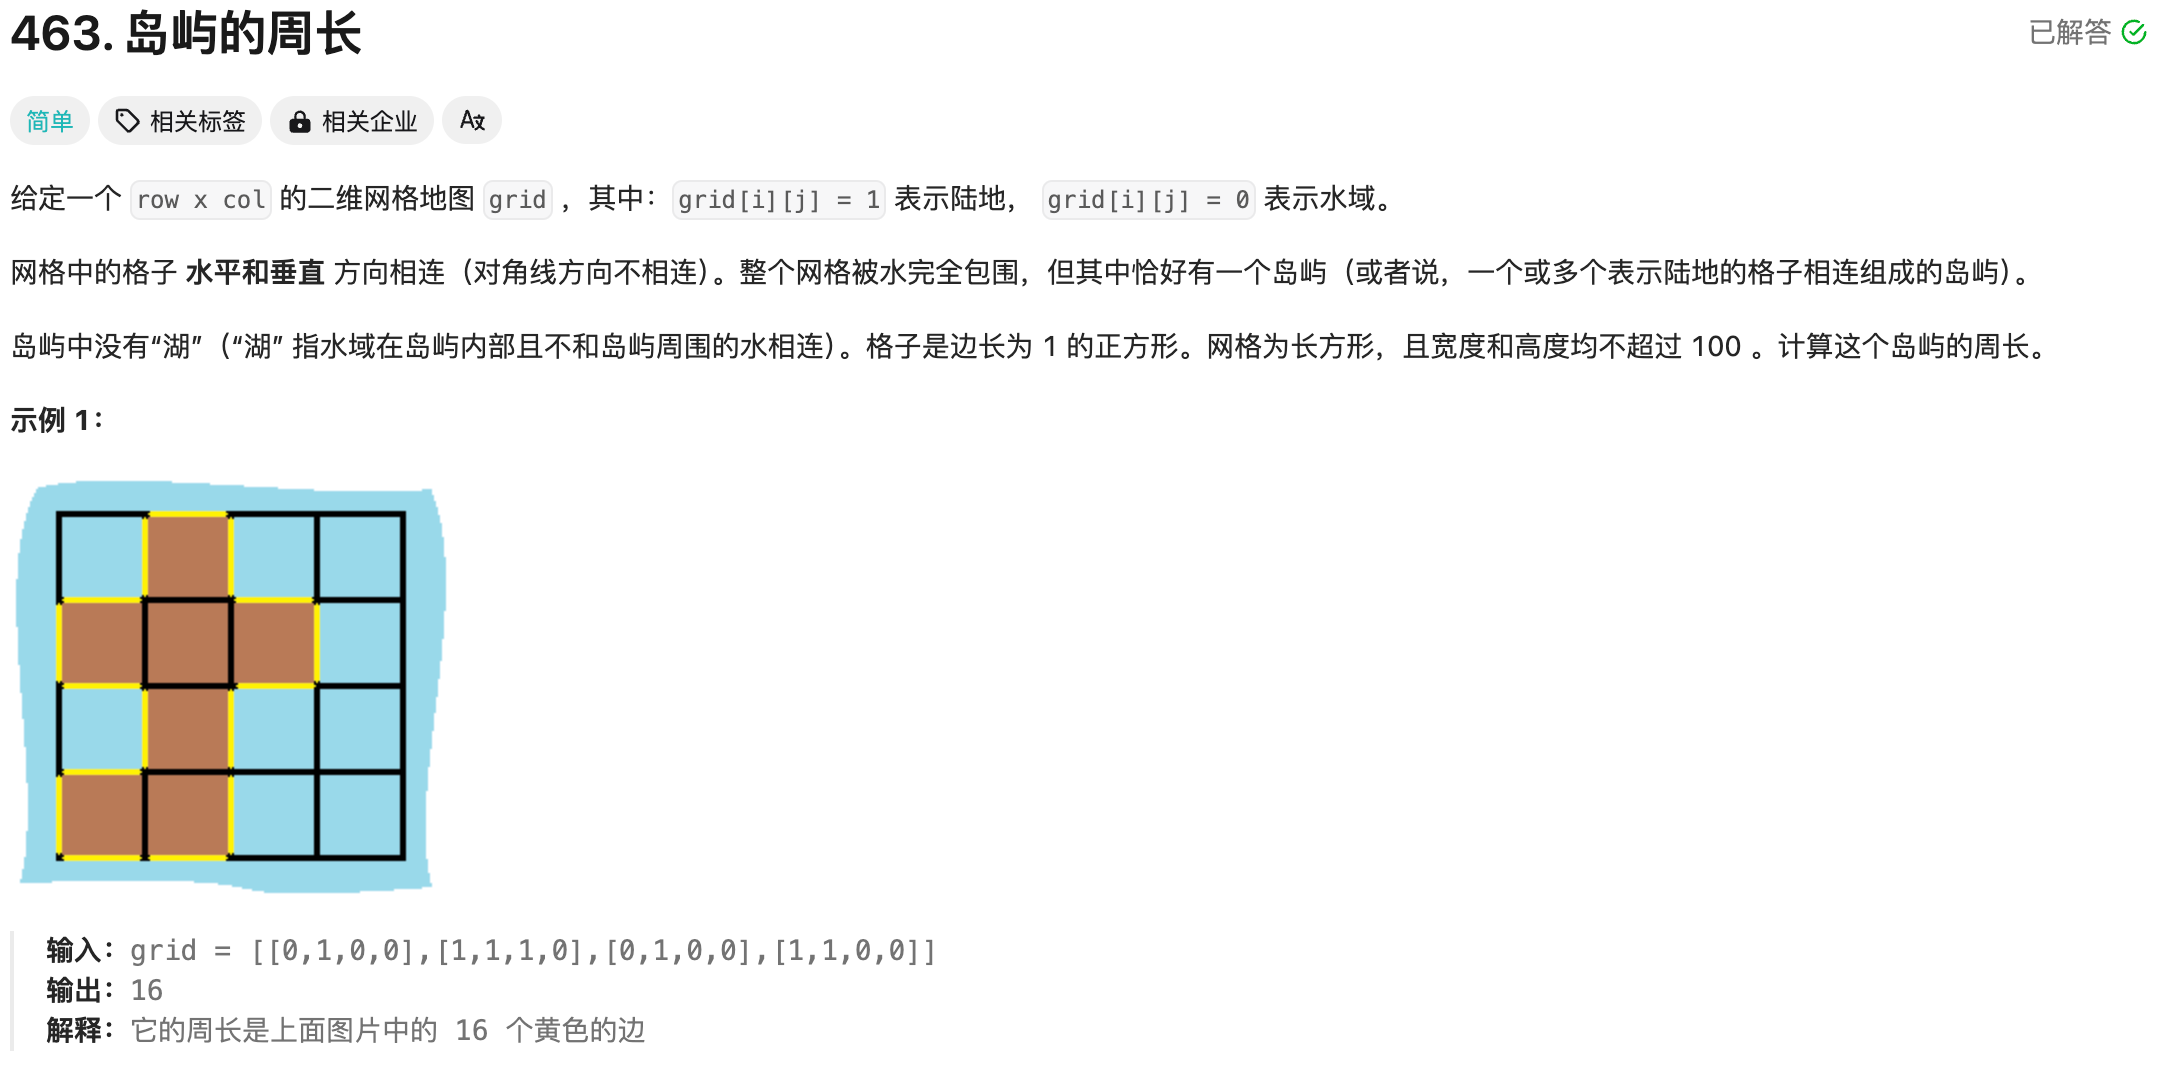 463. 岛屿的周长
已解答
简单
相关标签
相关企业
A文
给定一个 row x col 的二维网格地图 grid ，其中：grid[i][j] = 1 表示陆地， grid[i][j] = 0 表示水域。
网格中的格子 水平和垂直 方向相连（对角线方向不相连）。整个网格被水完全包围，但其中恰好有一个岛屿（或者说，一个或多个表示陆地的格子相连组成的岛屿）。
岛屿中没有“湖”（“湖” 指水域在岛屿内部且不和岛屿周围的水相连）。格子是边长为 1 的正方形。网格为长方形，且宽度和高度均不超过 100 。计算这个岛屿的周长。
示例 1：
输入：grid = [[0,1,0,0],[1,1,1,0],[0,1,0,0],[1,1,0,0]]
输出：16
解释：它的周长是上面图片中的 16 个黄色的边